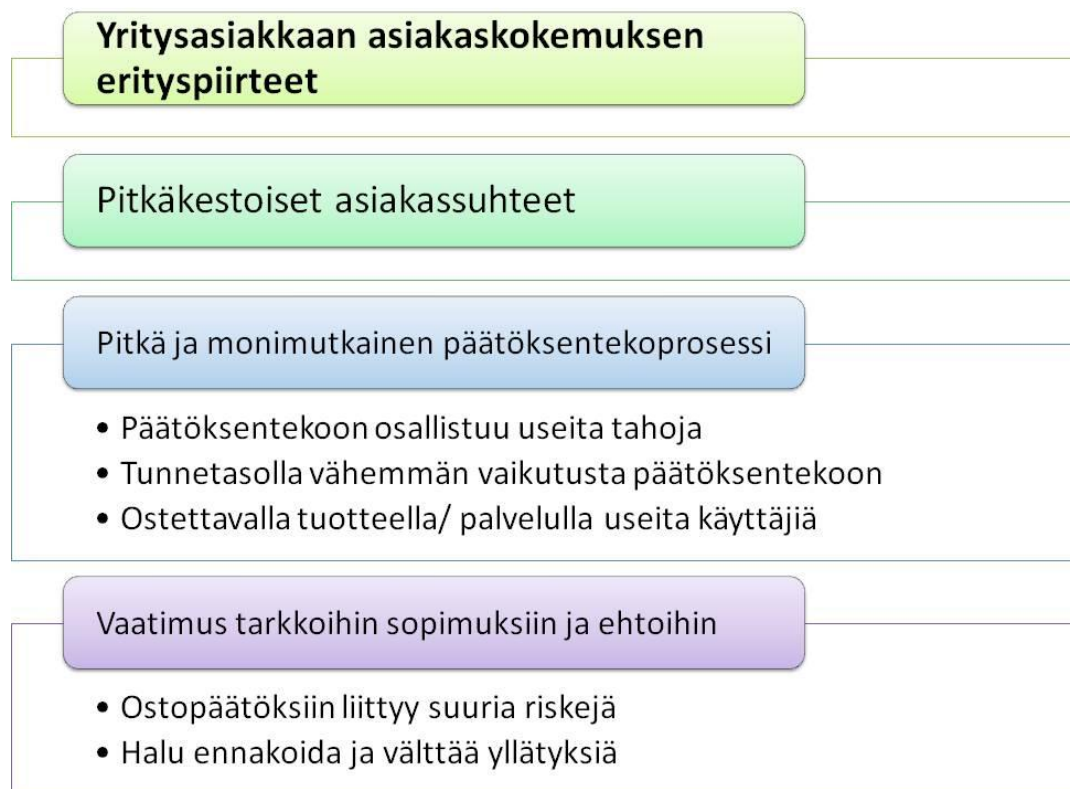 Yritysasiakkaan asiakaskokemuksen
erityspiirteet
Pitkäkestoiset asiakassuhteet
Pitkä ja monimutkainen päätöksentekoprosessi
• Päätöksentekoon osallistuu useita tahoja
• Tunnetasolla vähemmän vaikutusta päätöksentekoon
• Ostettavalla tuotteella/ palvelulla useita käyttäjiä
Vaatimus tarkkoihin sopimuksiin ja ehtoihin
• Ostopäätöksiin liittyy suuria riskejä
• Halu ennakoida ja välttää yllätyksiä